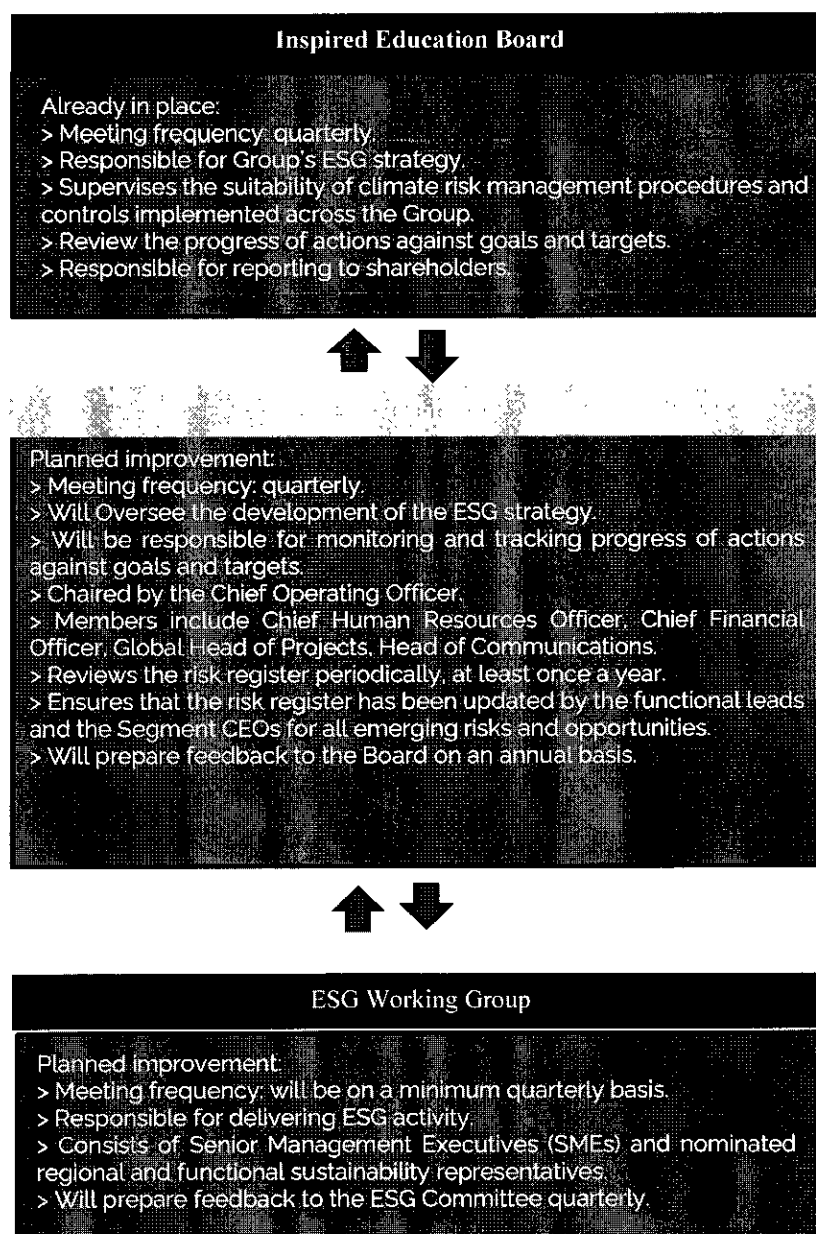 Inspired Education Board
Already in place:
> Meeting frequency: quarterly.
> Responsible for Group's ESG strategy.
> Supervises the suitability of climate risk management procedures and
controls implemented across the Group.
> Review the progress of actions against goals and targets.
> Responsible for reporting to shareholders.
Planned improvement:
> Meeting frequency: quarterly.
> Will Oversee the development of the ESG strategy.
> Will be responsible for monitoring and tracking progress of actions
against goals and targets.
> Chaired by the Chief Operating Officer.
> Members include Chief Human Resources Officer, Chief Financial
Officer, Global Head of Projects, Head of Communications.
> Reviews the risk register periodically, at least once a year.
> Ensures that the risk register has been updated by the functional leads
and the Segment CEOs for all emerging risks and opportunities.
> Will prepare feedback to the Board on an annual basis.
ESG Working Group
Planned improvement:
> Meeting frequency: will be on a minimum quarterly basis.
> Responsible for delivering ESG activity.
> Consists of Senior Management Executives (SMEs) and nominated
regional and functional sustainability representatives.
> Will prepare feedback to the ESG Committee quarterly.